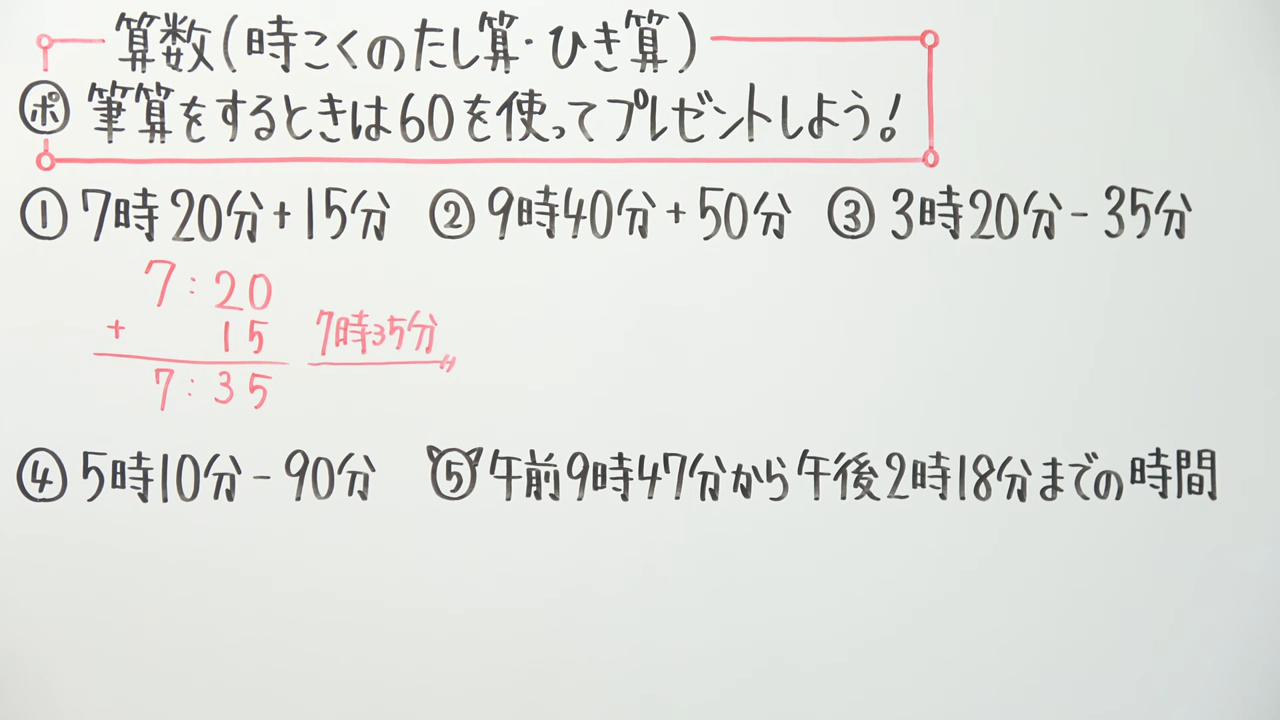 算数(時こくのたし算・ひき算)
ポ 筆算をするときは60を使ってプレゼントしよう!
① 7時20分+15分 ② 9時40分+50分 ③ 3時20分-35分
7:20
+ 15
7:35
7時35分
④ 5時10分-90分 ⑤ 午前9時47分から午後2時18分までの時間